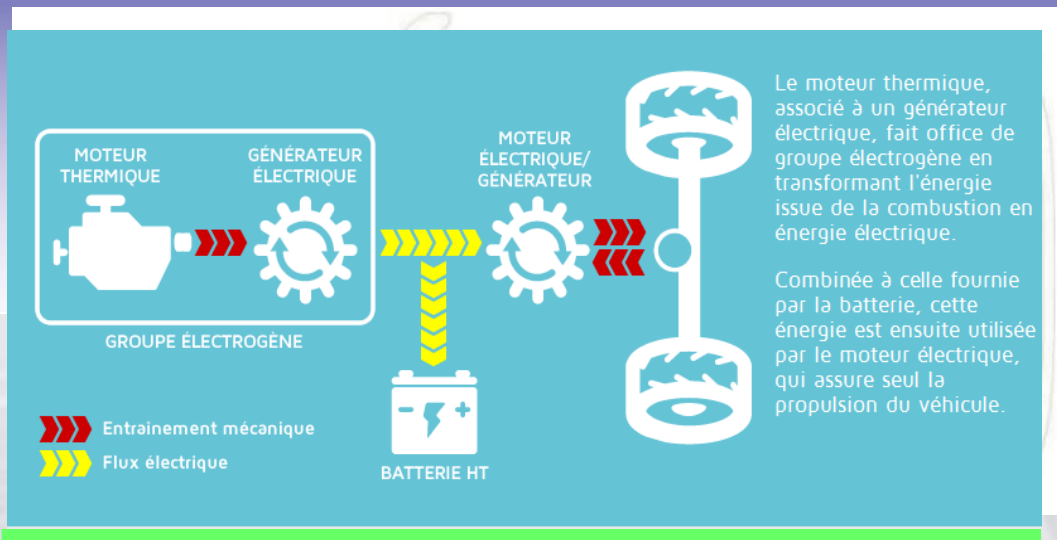 MOTEUR
THERMIQUE
GÉNÉRATEUR
ÉLECTRIQUE
MOTEUR
ÉLECTRIQUE/
GÉNÉRATEUR
GROUPE ÉLECTROGÈNE
BATTERIE HT
Entrainement mécanique
Flux électrique
Le moteur thermique,
associé à un générateur
électrique, fait office de
groupe électrogène en
transformant l'énergie
issue de la combustion en
énergie électrique.
Combinée à celle fournie
par la batterie, cette
énergie est ensuite utilisée
par le moteur électrique,
qui assure seul la
propulsion du véhicule.